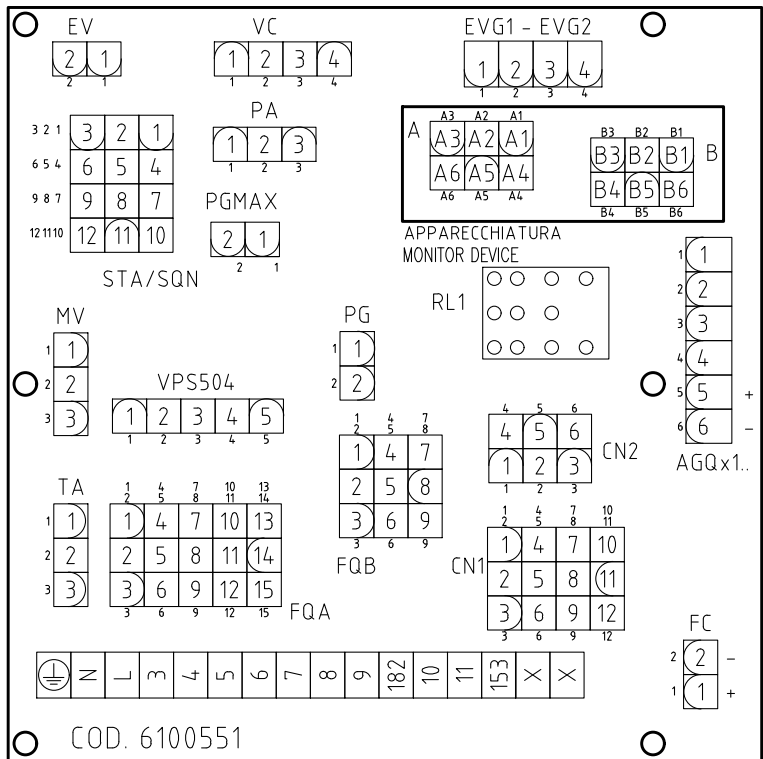 EV
2 1
2 1
VC
1 2 3 4
1 2 3 4
EVG1 - EVG2
1 2 3 4
1 2 3 4
3 2 1
3 2 1
6 5 4
6 5 4
9 8 7
9 8 7
12 11 10
12 11 10
STA/SQN
PA
1 2 3
1 2 3
PGMAX
2 1
2 1
A
A3 A2 A1
A3 A2 A1
A6 A5 A4
A6 A5 A4
B
B3 B2 B1
B3 B2 B1
B4 B5 B6
B4 B5 B6
APPARECCHIATURA
MONITOR DEVICE
RL1
1 1
2 2
3 3
4 4
5 5 +
6 6 -
AGQx1..
MV
1 1
2 2
3 3
VPS504
1 2 3 4 5
1 2 3 4 5
PG
1 1
2 2
1 4 7
2 5 8
1 4 7
2 5 8
3 6 9
3 6 9
FQB
4 5 6
4 5 6
1 2 3
1 2 3
CN2
TA
1 1
2 2
3 3
1 4 7 10 13
2 5 8 11 14
1 4 7 10 13
2 5 8 11 14
3 6 9 12 15
3 6 9 12 15
FQA
1 4 7 10
2 5 8 11
1 4 7 10
2 5 8 11
3 6 9 12
3 6 9 12
CN1
FC
2 2 -
1 1 +
N L 3 4 5 6 7 8 9 182 10 11 153 X X
COD. 6100551